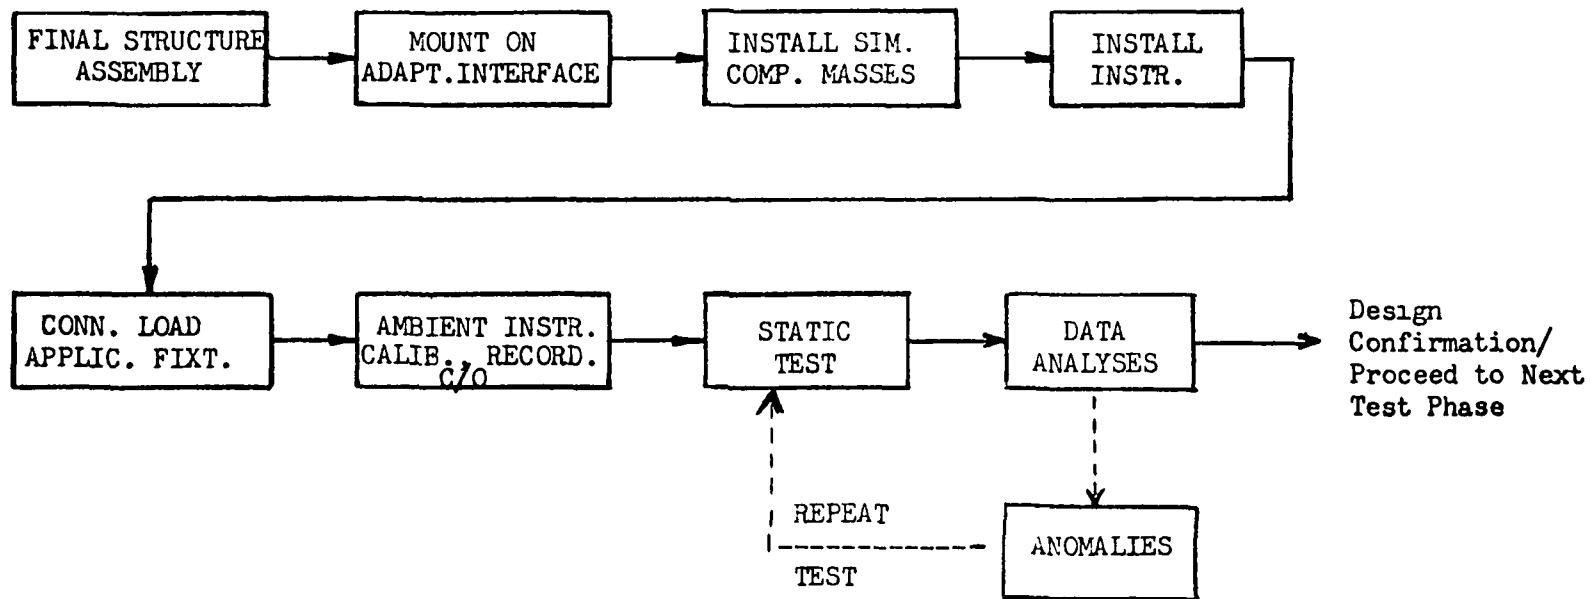 FINAL STRUCTURE
ASSEMBLY
MOUNT ON
ADAPT.INTERFACE
INSTALL SIM.
COMP. MASSES
INSTALL
INSTR.
CONN. LOAD
APPLIC. FIXT.
AMBIENT INSTR.
CALIB., RECORD.
C/O
STATIC
TEST
DATA
ANALYSES
Design
Confirmation/
Proceed to Next
Test Phase
REPEAT
TEST
ANOMALIES